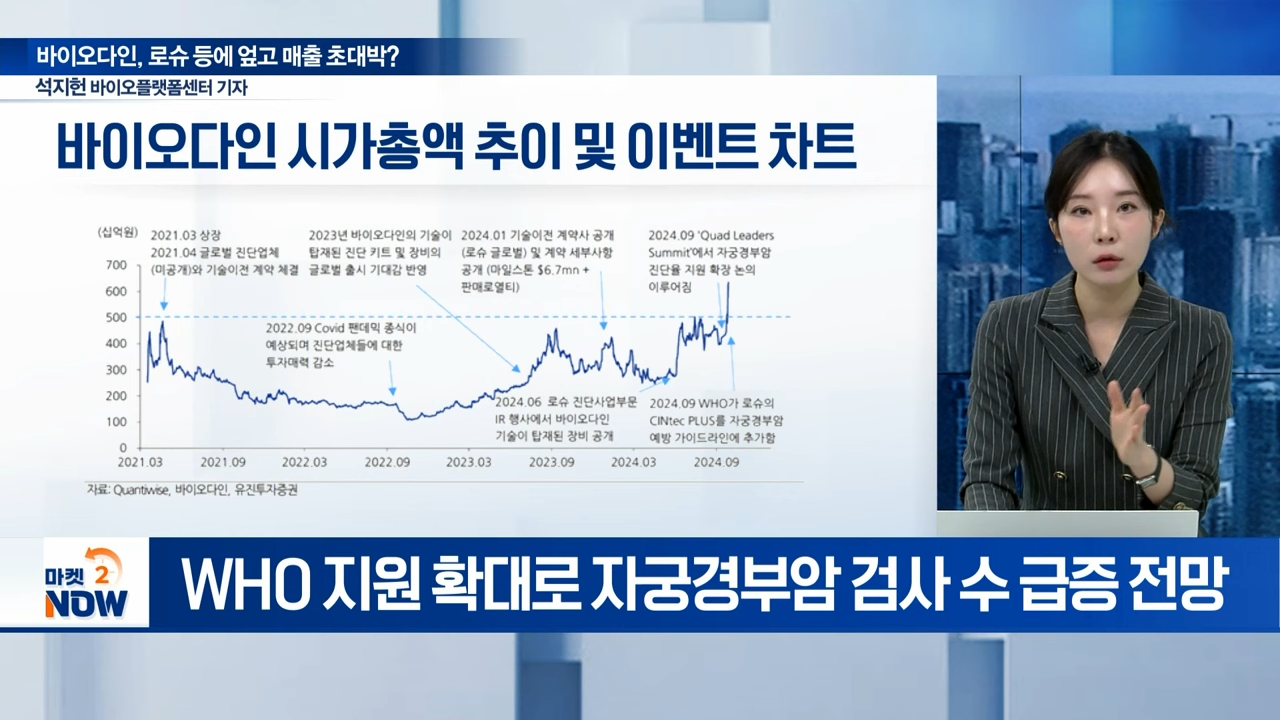 바이오다인, 로슈 등에 업고 매출 초대박?
석지헌 바이오플랫폼센터 기자
바이오다인 시가총액 추이 및 이벤트 차트
(십억원)
2021.03 상장
2021.04 글로벌 진단업체
(미공개)와 기술이전 계약 체결
2023년 바이오다인의 기술이
탑재된 진단 키트 및 장비의
글로벌 출시 기대감 반영
2024.01 기술이전 계약사 공개
(로슈 글로벌) 및 계약 세부사항
공개 (마일스톤 $6.7mn +
판매로열티)
2024.09 'Quad Leaders
Summit'에서 자궁경부암
진단율 지원 확장 논의
이루어짐
2022.09 Covid 팬데믹 종식이
예상되며 진단업체들에 대한
투자매력 감소
2024.06 로슈 진단사업부문
IR 행사에서 바이오다인
기술이 탑재된 장비 공개
2024.09 WHO가 로슈의
CINtec PLUS를 자궁경부암
예방 가이드라인에 추가함
700
600
500
400
300
200
100
0
2021.03 2021.09 2022.03 2022.09 2023.03 2023.09 2024.03 2024.09
자료: Quantiwise, 바이오다인, 유진투자증권
마켓 2
NOW
WHO 지원 확대로 자궁경부암 검사 수 급증 전망